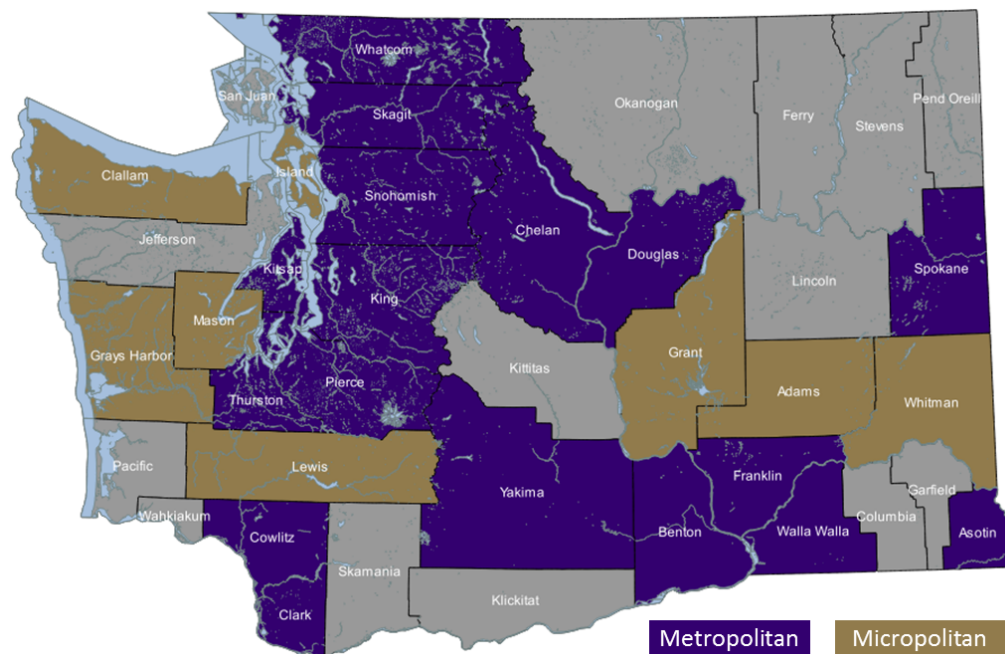 Whatcom
San Juan
Skagit
Okanogan
Ferry
Stevens
Pend Oreill
Clallam
Island
Snohomish
Jefferson
Chelan
Douglas
Kitsap
King
Lincoln
Spokane
Mason
Grays Harbor
Grant
Kittitas
Pierce
Thurston
Adams
Whitman
Pacific
Lewis
Yakima
Franklin
Garfield
Wahkiakum
Columbia
Cowlitz
Benton
Walla Walla
Asotin
Skamania
Klickitat
Clark
Metropolitan
Micropolitan